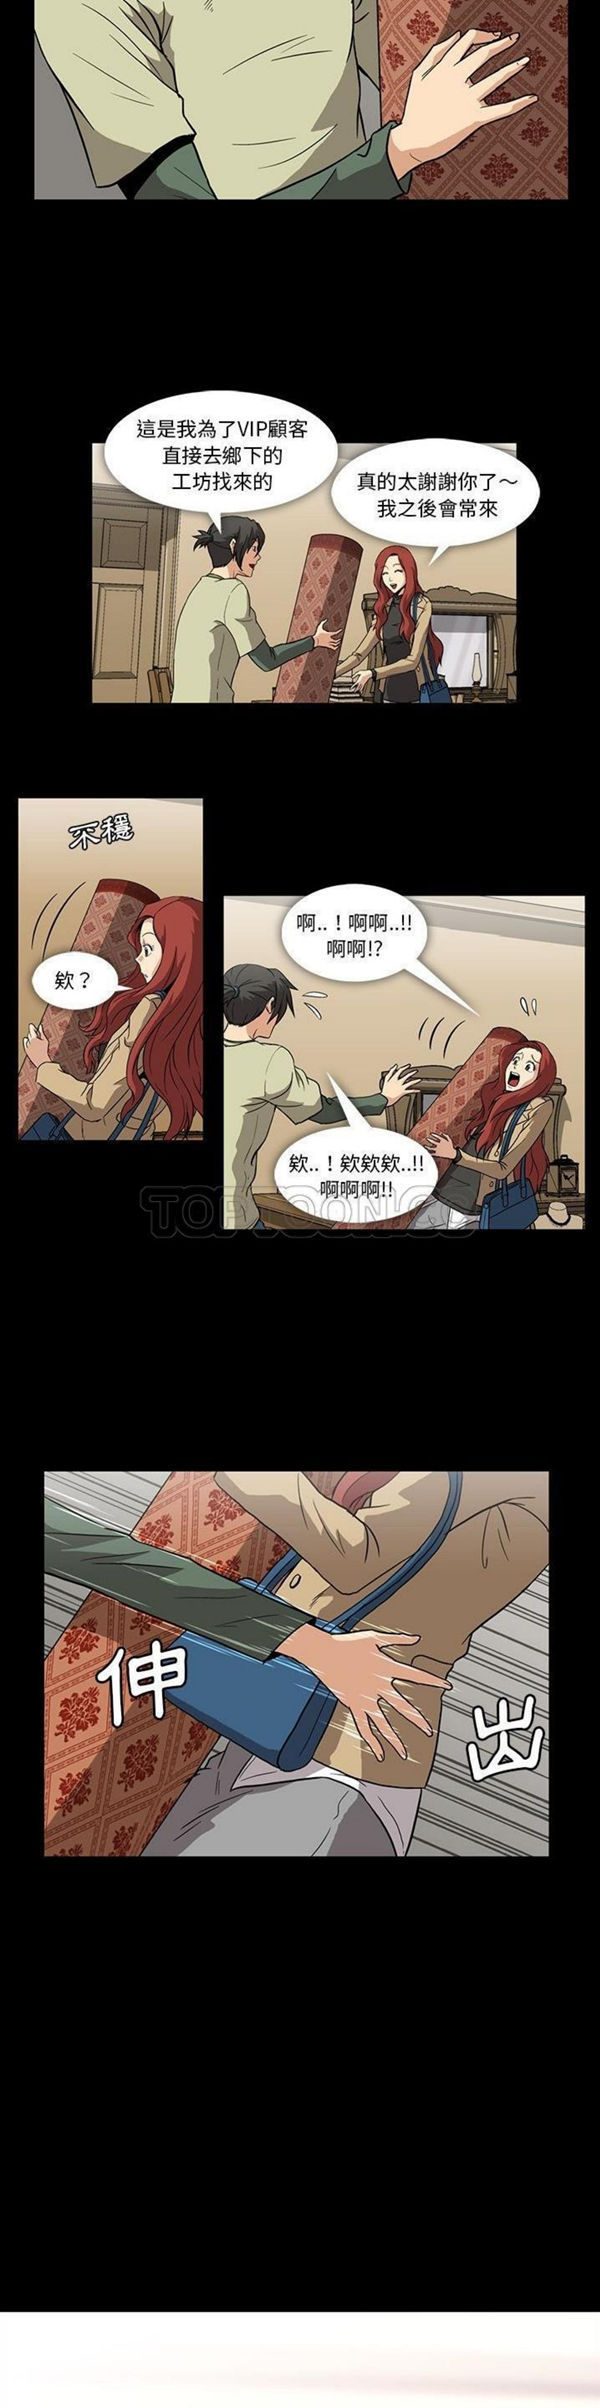 這是我為了VIP顧客
直接去鄉下的
工坊找來的
真的太謝謝你了～
我之後會常來
不穩
欸？
啊..！啊啊..!!
啊啊!?
欸..！欸欸欸..!!
啊啊啊!!
TOPTOON.CO
伸
出